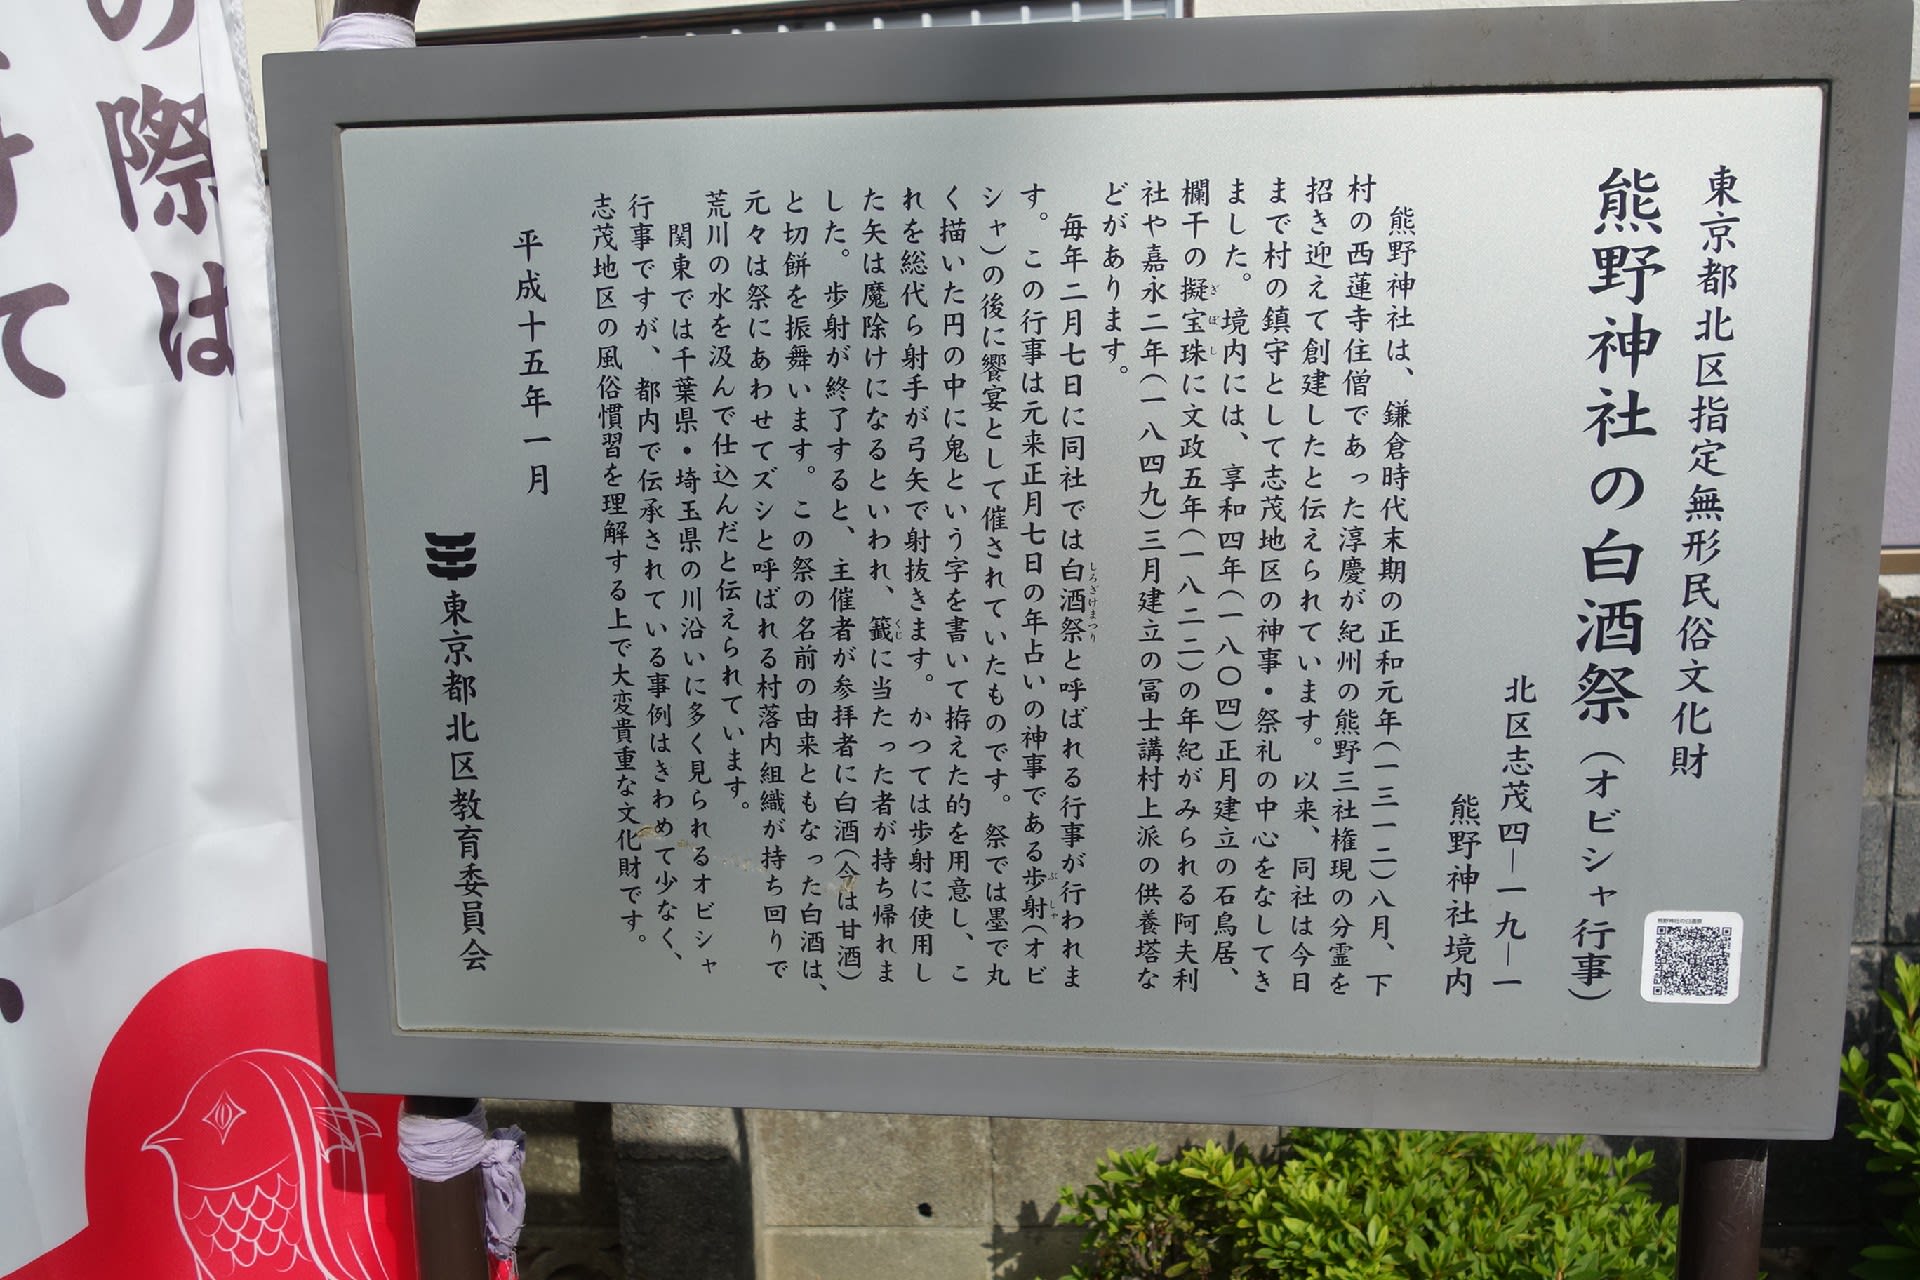 東京都北区指定無形民俗文化財
熊野神社の白酒祭（オビシャ行事）
北区志茂四―一九―一
熊野神社境内
熊野神社は、鎌倉時代末期の正和元年（一三一二）八月、下
村の西蓮寺住僧であった淳慶が紀州の熊野三社権現の分霊を
招き迎えて創建したと伝えられています。以来、同社は今日
まで村の鎮守として志茂地区の神事・祭礼の中心をなしてき
ました。境内には、享和四年（一八〇四）正月建立の石鳥居、
欄干の擬宝珠に文政五年（一八二二）の年紀がみられる阿夫利
ぎぼし
社や嘉永二年（一八四九）三月建立の冨士講村上派の供養塔な
どがあります。
毎年二月七日に同社では白酒祭と呼ばれる行事が行われま
しろざけまつり
す。この行事は元来正月七日の年占いの神事である歩射（オビ
ぶしゃ
シャ）の後に饗宴として催されていたものです。祭では墨で丸
く描いた円の中に鬼という字を書いて拵えた的を用意し、こ
れを総代ら射手が弓矢で射抜きます。かつては歩射に使用し
た矢は魔除けになるといわれ、籤に当たった者が持ち帰れま
くじ
した。歩射が終了すると、主催者が参拝者に白酒（今は甘酒）
と切餅を振舞います。この祭の名前の由来ともなった白酒は、
元々は祭にあわせてズシと呼ばれる村落内組織が持ち回りで
荒川の水を汲んで仕込んだと伝えられています。
関東では千葉県・埼玉県の川沿いに多く見られるオビシャ
行事ですが、都内で伝承されている事例はきわめて少なく、
志茂地区の風俗慣習を理解する上で大変貴重な文化財です。
平成十五年一月
東京都北区教育委員会
の際は
けて